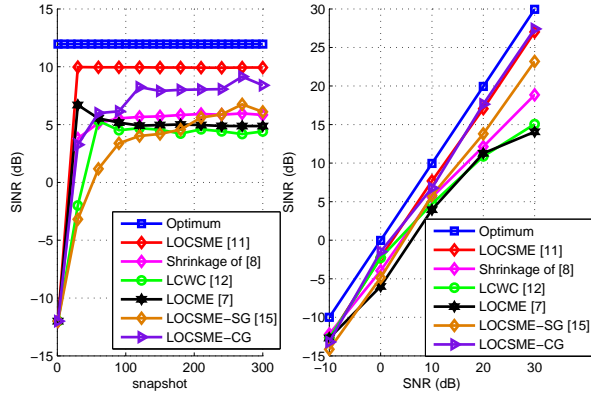 15
10
5
0
−5
−10
−15
SINR (dB)
0
100
200
300
snapshot
Optimum
LOCSME [11]
Shrinkage of [8]
LCWC [12]
LOCME [7]
LOCSME−SG [15]
LOCSME−CG
30
25
20
15
10
5
0
−5
−10
−15
SINR (dB)
−10
0
10
20
30
SNR (dB)
Optimum
LOCSME [11]
Shrinkage of [8]
LCWC [12]
LOCME [7]
LOCSME−SG [15]
LOCSME−CG